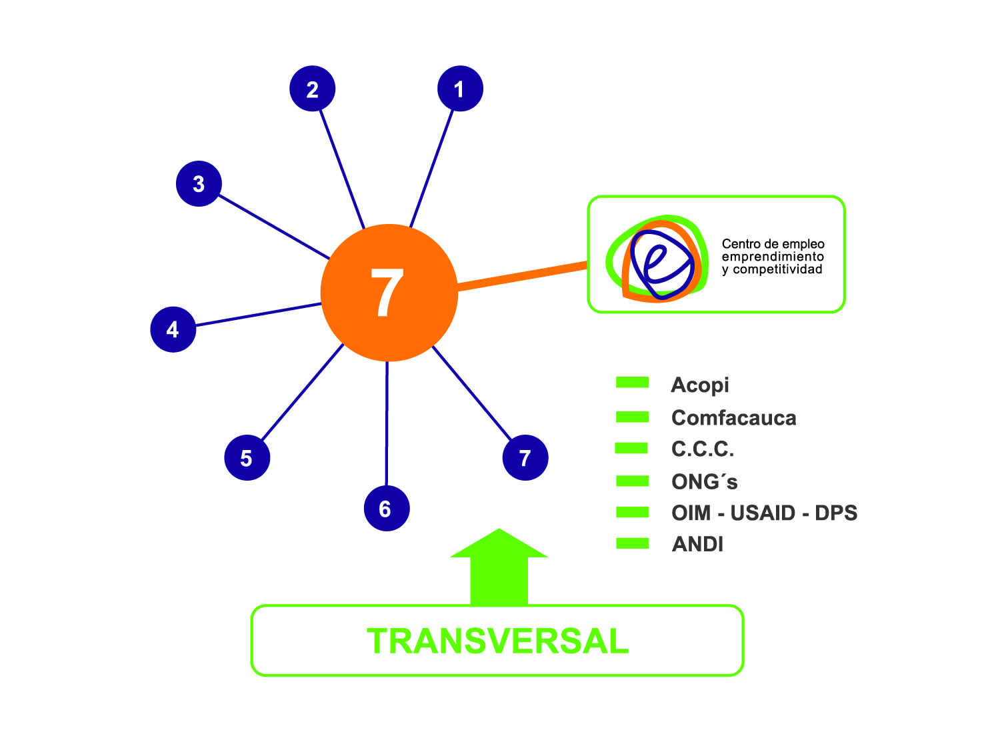 2
1
3
7
4
5
6
7
Centro de empleo
emprendimiento
y competitividad
Acopi
Comfacauca
C.C.C.
ONG´s
OIM - USAID - DPS
ANDI
TRANSVERSAL